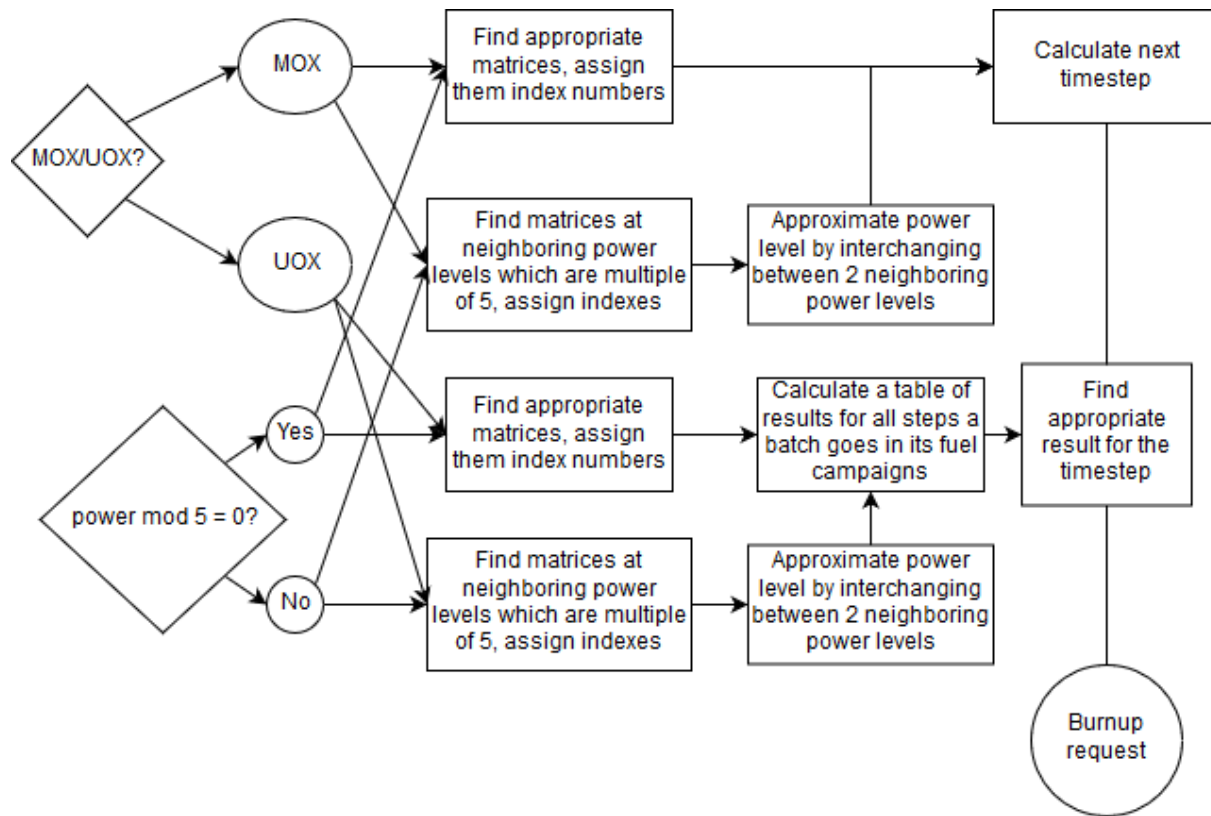 MOX
Find appropriate
matrices, assign
them index numbers
Calculate next
timestep
MOX/UOX?
UOX
Find matrices at
neighboring power
levels which are multiple
of 5, assign indexes
Approximate power
level by interchanging
between 2 neighboring
power levels
Yes
Find appropriate
matrices, assign
them index numbers
Calculate a table of
results for all steps a
batch goes in its fuel
campaigns
Find
appropriate
result for the
timestep
power mod 5 = 0?
No
Find matrices at
neighboring power
levels which are multiple
of 5, assign indexes
Approximate power
level by interchanging
between 2 neighboring
power levels
Burnup
request